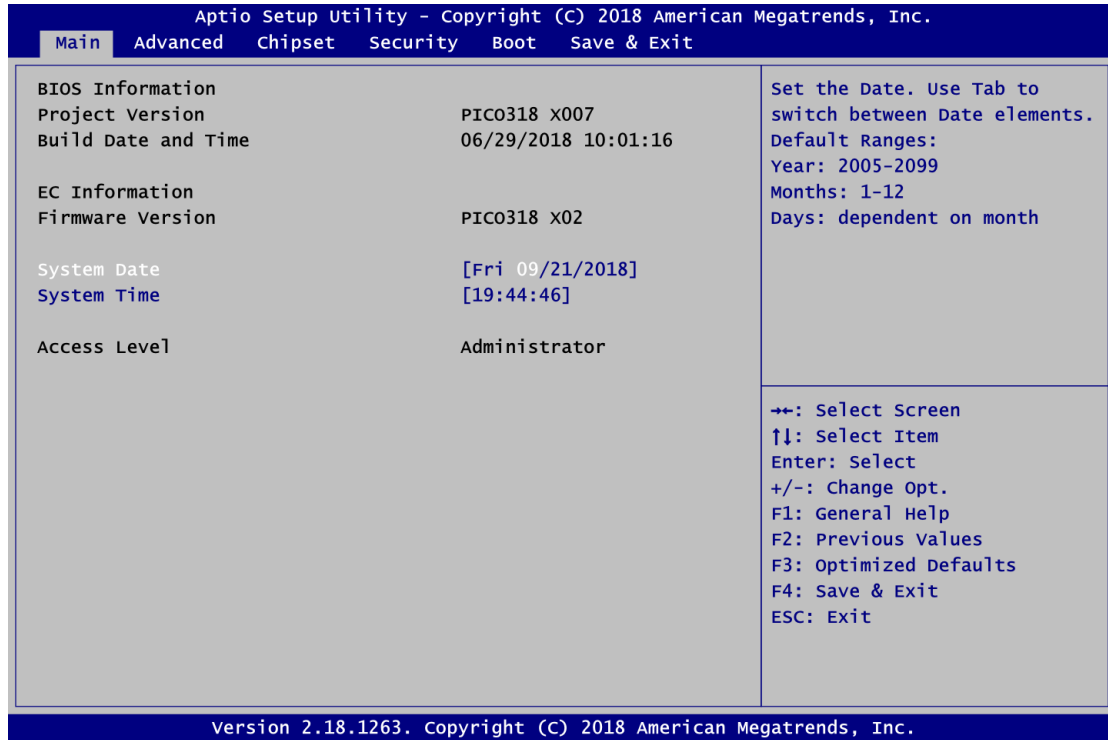 Aptio Setup Utility - Copyright (C) 2018 American Megatrends, Inc.
Main Advanced Chipset Security Boot Save & Exit
BIOS Information
Project Version PICO318 X007
Build Date and Time 06/29/2018 10:01:16
EC Information
Firmware Version PICO318 X02
System Date [Fri 09/21/2018]
System Time [19:44:46]
Access Level Administrator
Set the Date. Use Tab to
switch between Date elements.
Default Ranges:
Year: 2005-2099
Months: 1-12
Days: dependent on month
→←: Select Screen
↑↓: Select Item
Enter: Select
+/-: Change Opt.
F1: General Help
F2: Previous Values
F3: Optimized Defaults
F4: Save & Exit
ESC: Exit
Version 2.18.1263. Copyright (C) 2018 American Megatrends, Inc.